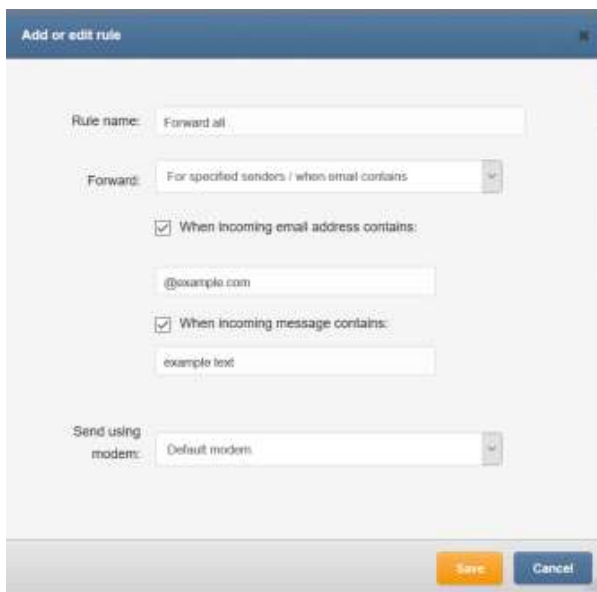 Add or edit rule
Rule name: Forward all
Forward: For specified senders / when email contains
When incoming email address contains:
@example.com
When incoming message contains:
example text
Send using
modem: Default modem
Save Cancel